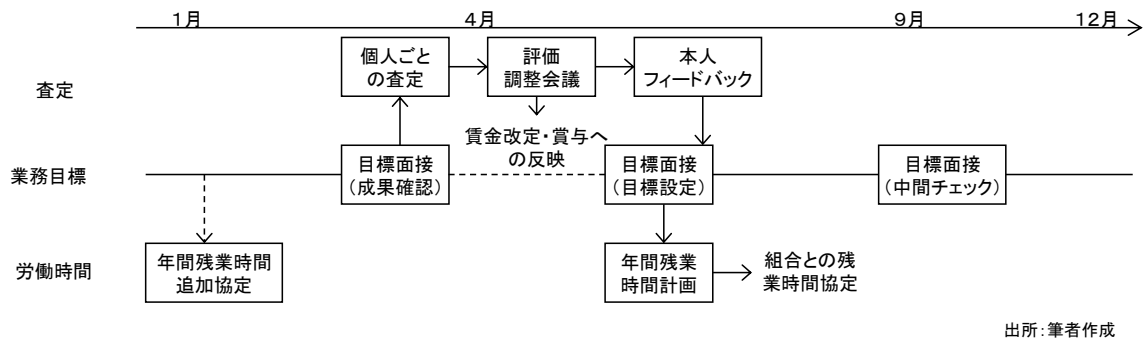 1月
4月
9月
12月
査定
個人ごと
の査定
評価
調整会議
本人
フィードバック
賃金改定・賞与へ
の反映
業務目標
目標面接
(成果確認)
目標面接
(目標設定)
目標面接
(中間チェック)
労働時間
年間残業時間
追加協定
年間残業
時間計画
組合との残
業時間協定
出所:筆者作成